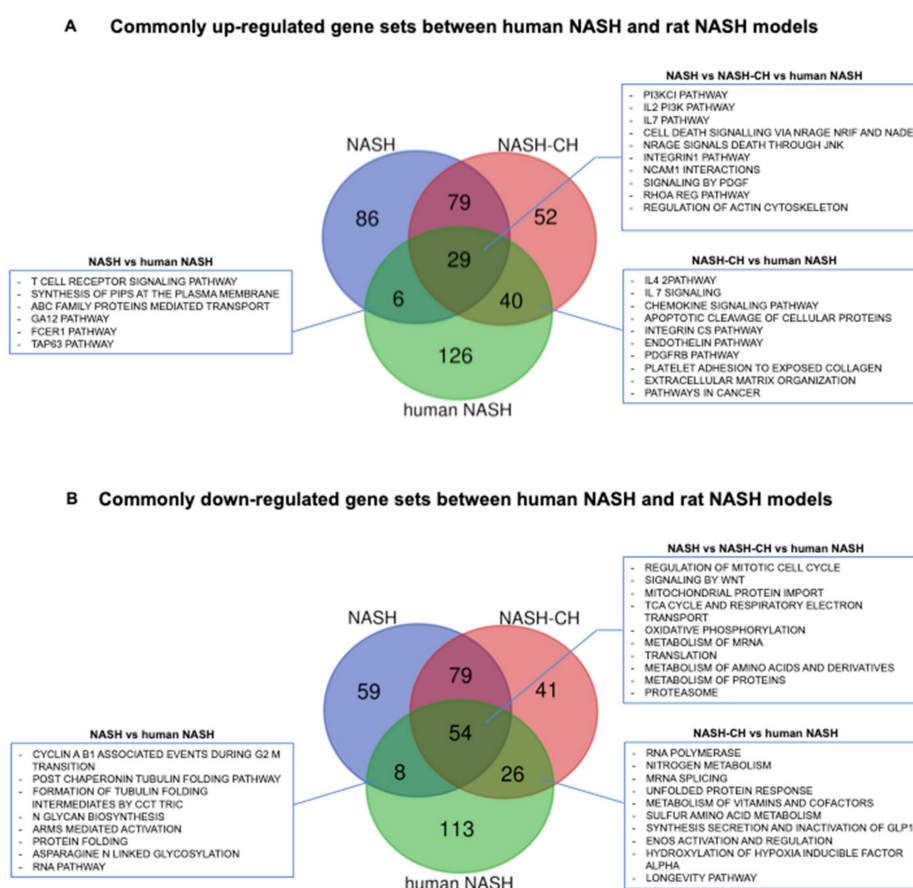 A Commonly up-regulated gene sets between human NASH and rat NASH models
NASH vs NASH-CH vs human NASH
- PI3KCI PATHWAY
- IL2 PI3K PATHWAY
- IL7 PATHWAY
- CELL DEATH SIGNALLING VIA NRAGE NRIF AND NADE
- NRAGE SIGNALS DEATH THROUGH JNK
- INTEGRIN1 PATHWAY
- NCAM1 INTERACTIONS
- SIGNALING BY PDGF
- RHOA REG PATHWAY
- REGULATION OF ACTIN CYTOSKELETON
NASH
NASH-CH
86
79
52
29
6
40
126
human NASH
NASH vs human NASH
- T CELL RECEPTOR SIGNALING PATHWAY
- SYNTHESIS OF PIPS AT THE PLASMA MEMBRANE
- ABC FAMILY PROTEINS MEDIATED TRANSPORT
- GA12 PATHWAY
- FCER1 PATHWAY
- TAP63 PATHWAY
NASH-CH vs human NASH
- IL4 2PATHWAY
- IL 7 SIGNALING
- CHEMOKINE SIGNALING PATHWAY
- APOPTOTIC CLEAVAGE OF CELLULAR PROTEINS
- INTEGRIN CS PATHWAY
- ENDOTHELIN PATHWAY
- PDGFRB PATHWAY
- PLATELET ADHESION TO EXPOSED COLLAGEN
- EXTRACELLULAR MATRIX ORGANIZATION
- PATHWAYS IN CANCER
B Commonly down-regulated gene sets between human NASH and rat NASH models
NASH vs NASH-CH vs human NASH
- REGULATION OF MITOTIC CELL CYCLE
- SIGNALING BY WNT
- MITOCHONDRIAL PROTEIN IMPORT
- TCA CYCLE AND RESPIRATORY ELECTRON
TRANSPORT
- OXIDATIVE PHOSPHORYLATION
- METABOLISM OF MRNA
- TRANSLATION
- METABOLISM OF AMINO ACIDS AND DERIVATIVES
- METABOLISM OF PROTEINS
- PROTEASOME
NASH
NASH-CH
59
79
41
54
8
26
113
human NASH
NASH vs human NASH
- CYCLIN A B1 ASSOCIATED EVENTS DURING G2 M
TRANSITION
- POST CHAPERONIN TUBULIN FOLDING PATHWAY
- FORMATION OF TUBULIN FOLDING
INTERMEDIATES BY CCT TRIC
- N GLYCAN BIOSYNTHESIS
- ARMS MEDIATED ACTIVATION
- PROTEIN FOLDING
- ASPARAGINE N LINKED GLYCOSYLATION
- RNA PATHWAY
NASH-CH vs human NASH
- RNA POLYMERASE
- NITROGEN METABOLISM
- MRNA SPLICING
- UNFOLDED PROTEIN RESPONSE
- METABOLISM OF VITAMINS AND COFACTORS
- SULFUR AMINO ACID METABOLISM
- SYNTHESIS SECRETION AND INACTIVATION OF GLP1
- ENOS ACTIVATION AND REGULATION
- HYDROXYLATION OF HYPOXIA INDUCIBLE FACTOR
ALPHA
- LONGEVITY PATHWAY